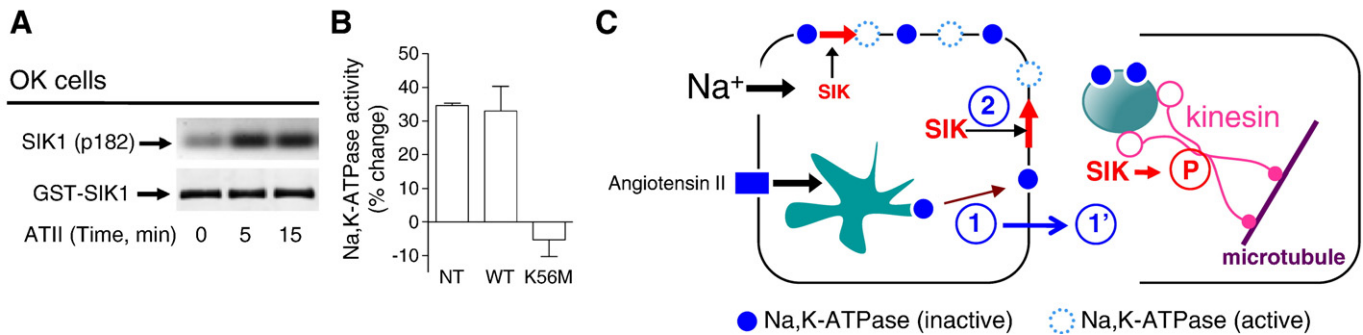 A
OK cells
SIK1 (p182)
GST-SIK1
ATII (Time, min) 0 5 15
B
Na,K-ATPase activity
(% change)
50
40
30
20
10
0
-10
NT WT K56M
C
Na+
SIK
2
SIK
Angiotensin II
1
1'
kinesin
SIK
P
microtubule
Na,K-ATPase (inactive)
Na,K-ATPase (active)